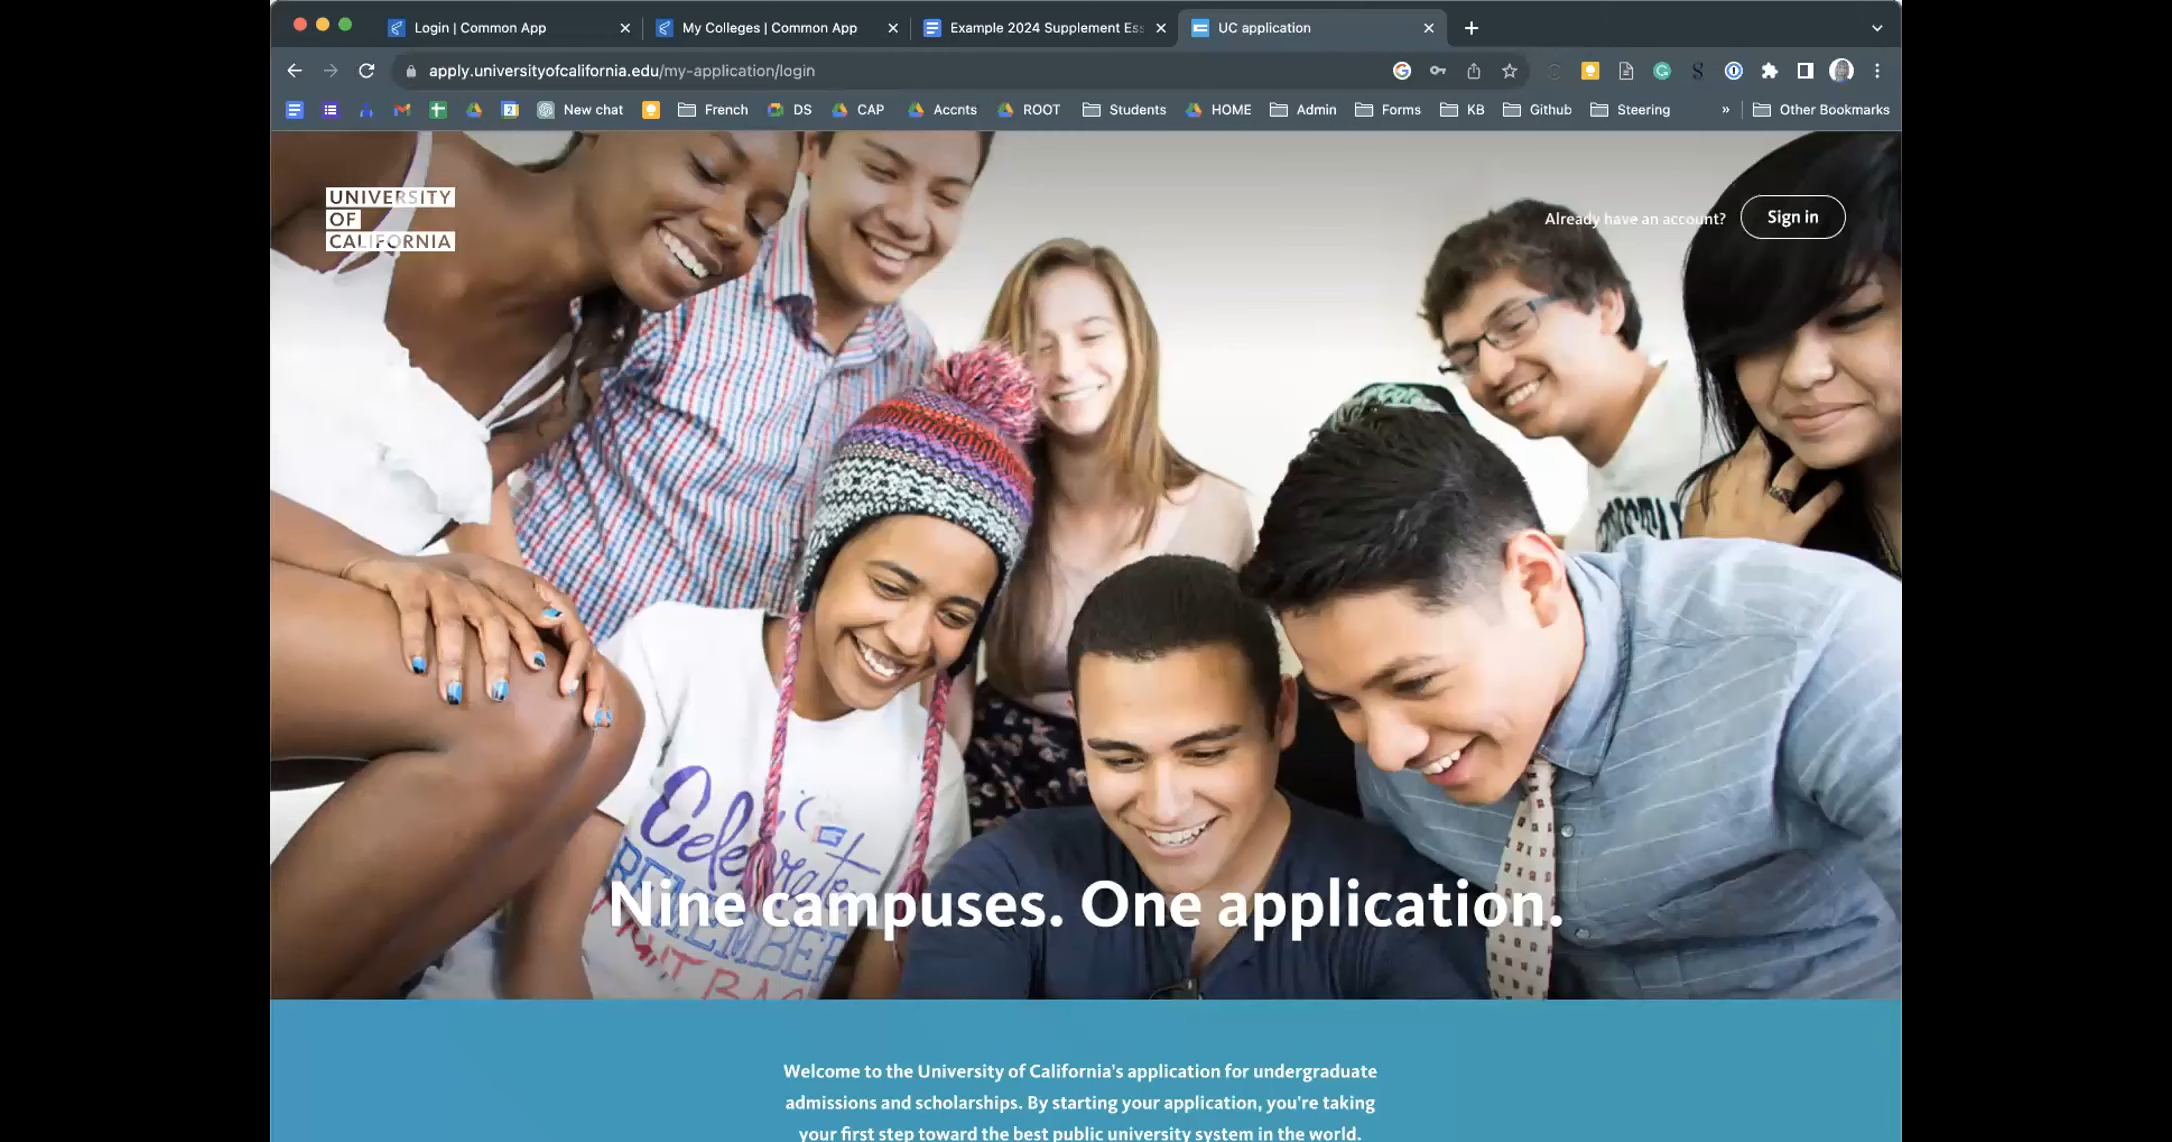 Login | Common App
My Colleges | Common App
Example 2024 Supplement Ess
UC application
apply.universityofcalifornia.edu/my-application/login
New chat
French
DS
CAP
Accnts
ROOT
Students
HOME
Admin
Forms
KB
Github
Steering
»
Other Bookmarks
UNIVERSITY
OF
CALIFORNIA
Already have an account?
Sign in
Celebrate
REMEMBER
Nine campuses. One application.
Welcome to the University of California's application for undergraduate
admissions and scholarships. By starting your application, you're taking
your first step toward the best public university system in the world.